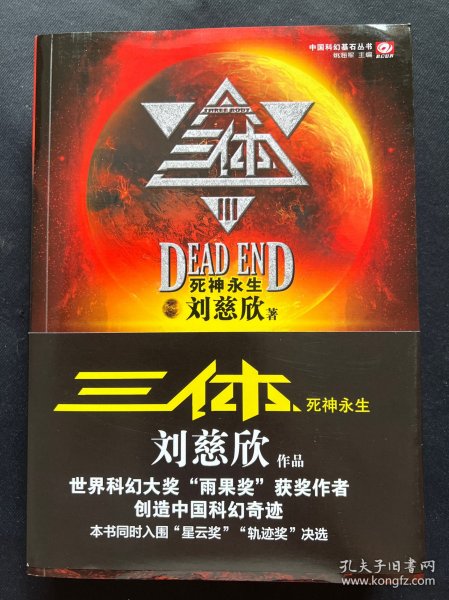 中国科幻基石丛书
姚海军 主编
THREE BODY
三体
III
DEAD END
死神永生
刘慈欣著
三体
死神永生
刘慈欣 作品
世界科幻大奖“雨果奖”获奖作者
创造中国科幻奇迹
本书同时入围“星云奖”“轨迹奖”决选
孔夫子旧书网
www.kongfz.com